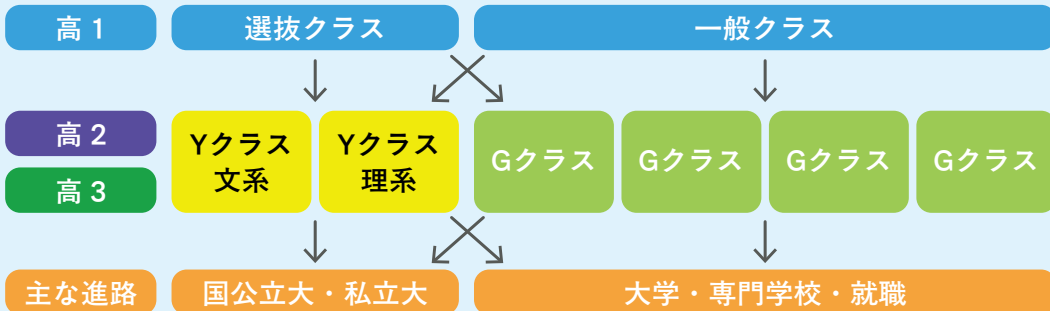 高1
選抜クラス
一般クラス
高2
高3
Yクラス
文系
Yクラス
理系
Gクラス
Gクラス
Gクラス
Gクラス
主な進路
国公立大・私立大
大学・専門学校・就職